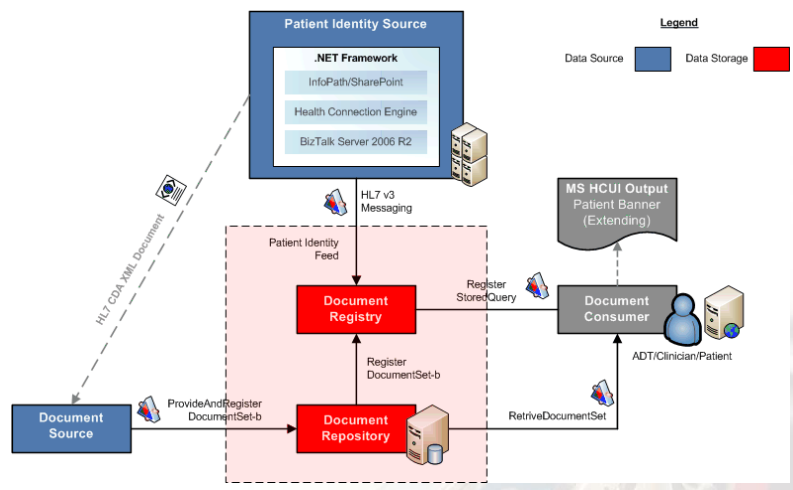 Patient Identity Source
.NET Framework
InfoPath/SharePoint
Health Connection Engine
BizTalk Server 2006 R2
Legend
Data Source
Data Storage
HL7 CDA XML Document
HL7 v3
Messaging
MS HCUI Output
Patient Banner
(Extending)
Patient Identity
Feed
Document
Registry
Register
StoredQuery
Document
Consumer
ADT/Clinician/Patient
Register
DocumentSet-b
Document
Source
ProvideAndRegister
DocumentSet-b
Document
Repository
RetriveDocumentSet